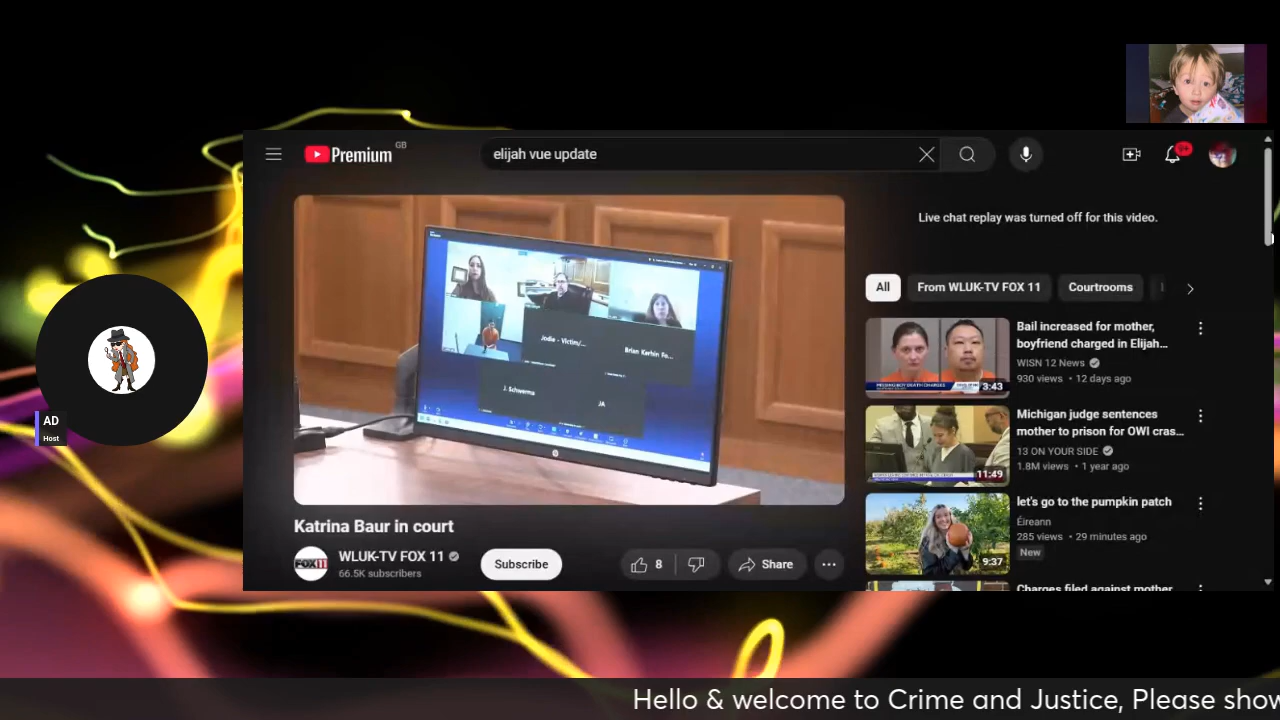 Premium GB
elijah vue update
Live chat replay was turned off for this video.
All
From WLUK-TV FOX 11
Courtrooms
Jodie - Victim/...
Brian Kerhin Fo...
J. Schwerma
JA
Bail increased for mother,
boyfriend charged in Elijah...
WISN 12 News
930 views • 12 days ago
3:43
Michigan judge sentences
mother to prison for OWI cras...
13 ON YOUR SIDE
1.8M views • 1 year ago
11:49
let's go to the pumpkin patch
Éireann
285 views • 29 minutes ago
New
9:37
Charges filed against mother
AD
Host
Katrina Baur in court
FOX11
WLUK-TV FOX 11
66.5K subscribers
Subscribe
8
Share
Hello & welcome to Crime and Justice, Please show